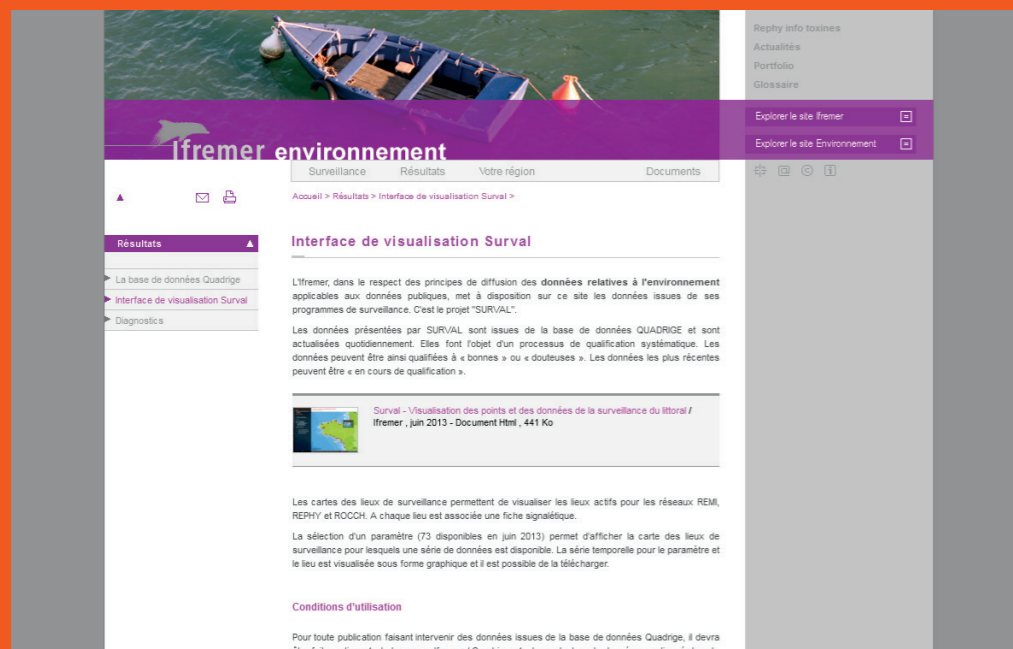 Rephy info toxines
Actualités
Portfolio
Glossaire
Explorer le site Ifremer
Explorer le site Environnement
Ifremer environnement
Surveillance Résultats Votre région Documents
Accueil > Résultats > Interface de visualisation Surval >
Résultats
La base de données Quadrige
Interface de visualisation Surval
Diagnostics
Interface de visualisation Surval
L'Ifremer, dans le respect des principes de diffusion des données relatives à l'environnement
applicables aux données publiques, met à disposition sur ce site les données issues de ses
programmes de surveillance. C'est le projet "SURVAL".
Les données présentées par SURVAL sont issues de la base de données QUADRIGE et sont
actualisées quotidiennement. Elles font l'objet d'un processus de qualification systématique. Les
données peuvent être ainsi qualifiées à « bonnes » ou « douteuses ». Les données les plus récentes
peuvent être « en cours de qualification ».
Surval - Visualisation des points et des données de la surveillance du littoral /
Ifremer , juin 2013 - Document Html , 441 Ko
Les cartes des lieux de surveillance permettent de visualiser les lieux actifs pour les réseaux REMI,
REPHY et ROCCH. A chaque lieu est associée une fiche signalétique.
La sélection d'un paramètre (73 disponibles en juin 2013) permet d'afficher la carte des lieux de
surveillance pour lesquels une série de données est disponible. La série temporelle pour le paramètre et
le lieu est visualisée sous forme graphique et il est possible de la télécharger.
Conditions d'utilisation
Pour toute publication faisant intervenir des données issues de la base de données Quadrige, il devra